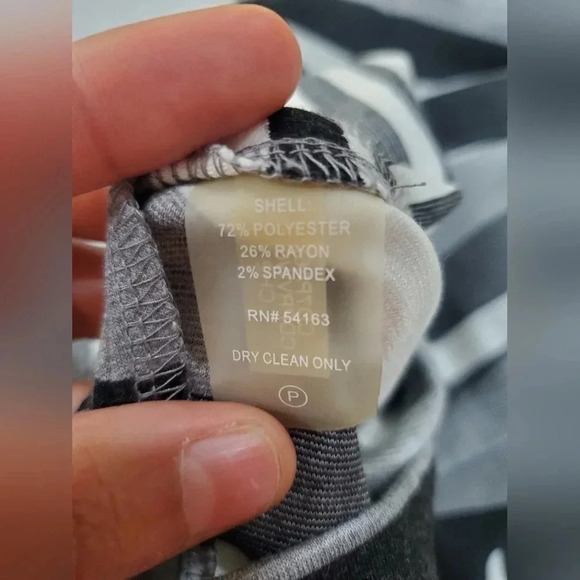 SHELL:
72% POLYESTER
26% RAYON
2% SPANDEX
RN# 54163
DRY CLEAN ONLY
P